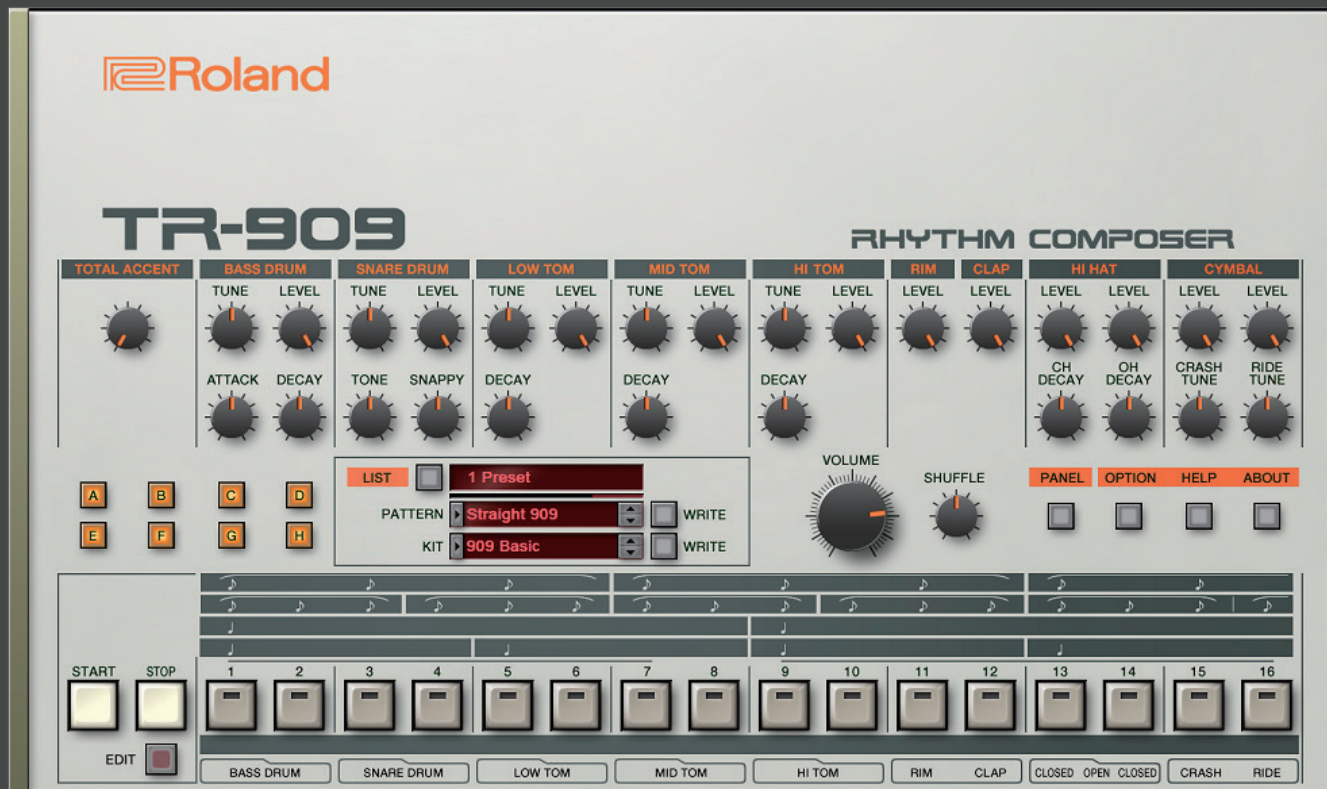 Roland
TR-909
RHYTHM COMPOSER
TOTAL ACCENT BASS DRUM SNARE DRUM LOW TOM MID TOM HI TOM RIM CLAP HI HAT CYMBAL
TUNE LEVEL TUNE LEVEL TUNE LEVEL TUNE LEVEL TUNE LEVEL LEVEL LEVEL LEVEL LEVEL LEVEL LEVEL
ATTACK DECAY TONE SNAPPY DECAY DECAY DECAY CH DECAY OH DECAY CRASH TUNE RIDE TUNE
A B C D
E F G H
LIST 1 Preset
PATTERN Straight 909 WRITE
KIT 909 Basic WRITE
VOLUME
SHUFFLE
PANEL OPTION HELP ABOUT
START STOP 1 2 3 4 5 6 7 8 9 10 11 12 13 14 15 16
EDIT
BASS DRUM SNARE DRUM LOW TOM MID TOM HI TOM RIM CLAP CLOSED OPEN CLOSED CRASH RIDE